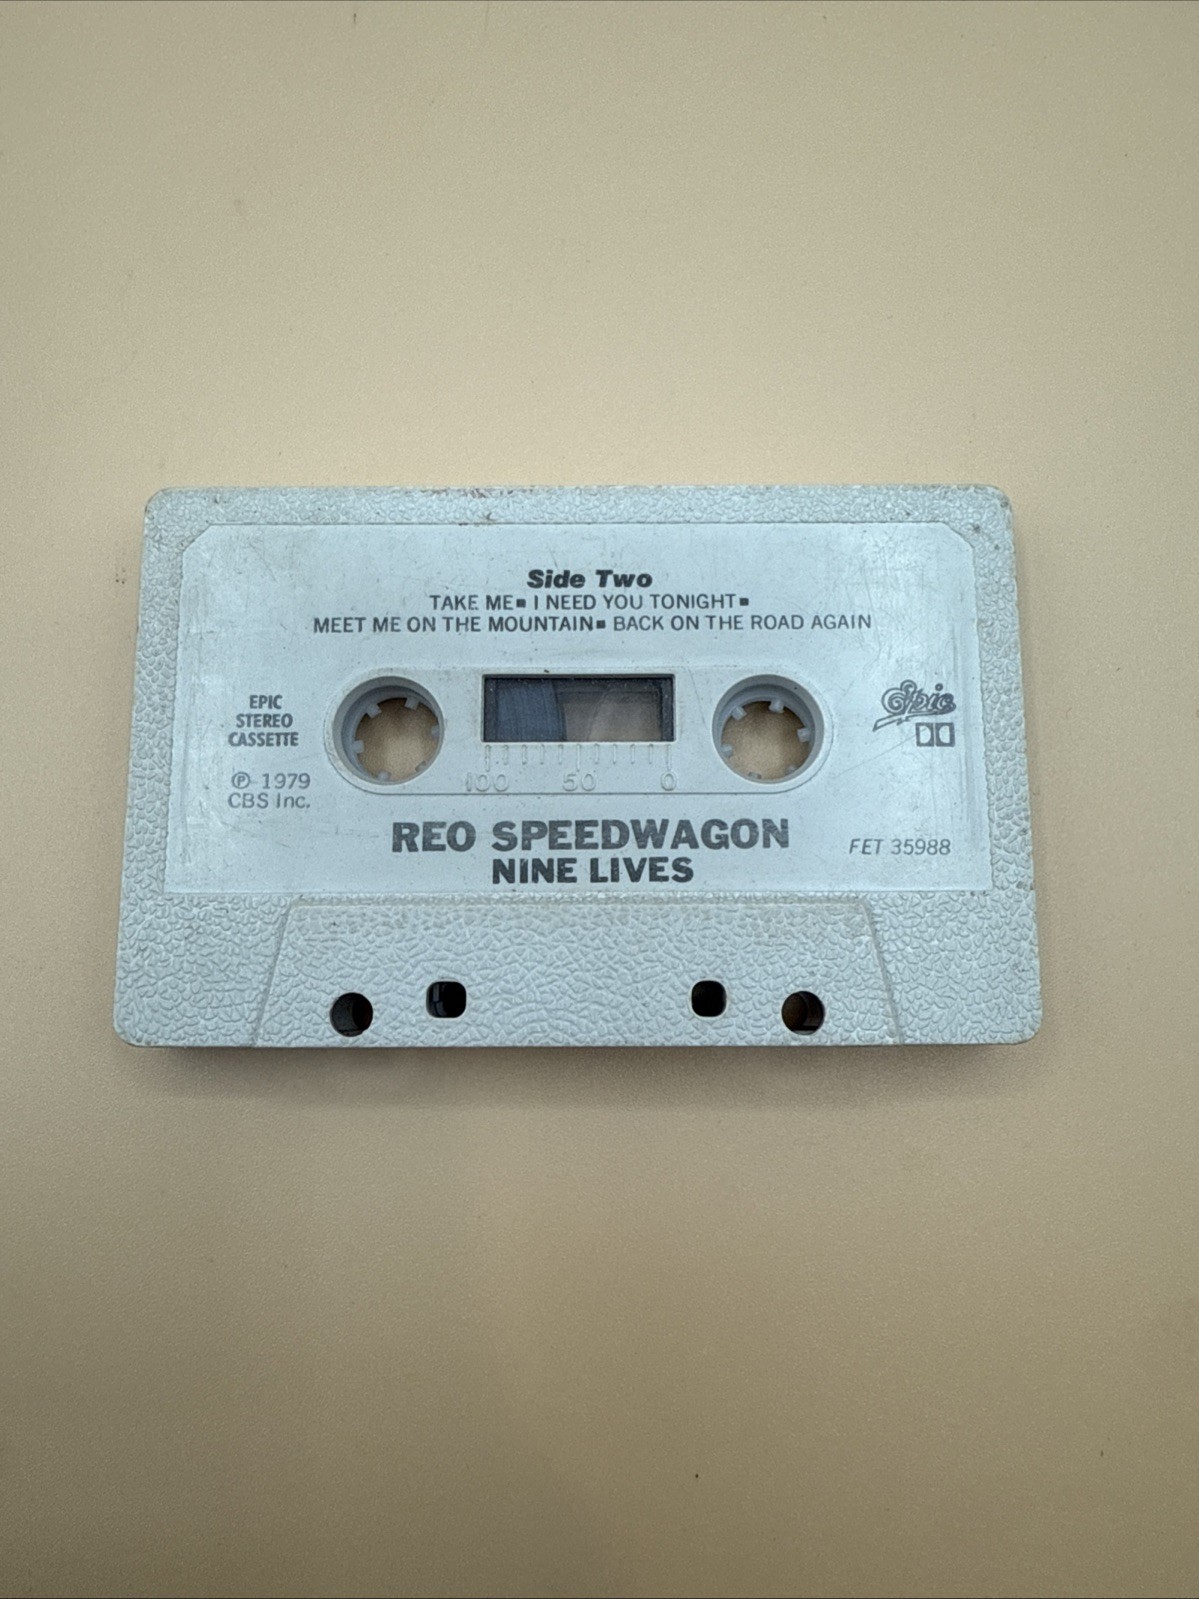 Side Two
TAKE ME▪ I NEED YOU TONIGHT▪
MEET ME ON THE MOUNTAIN▪ BACK ON THE ROAD AGAIN
EPIC
STEREO
CASSETTE
℗ 1979
CBS Inc.
Epic
100 50 0
REO SPEEDWAGON
NINE LIVES
FET 35988